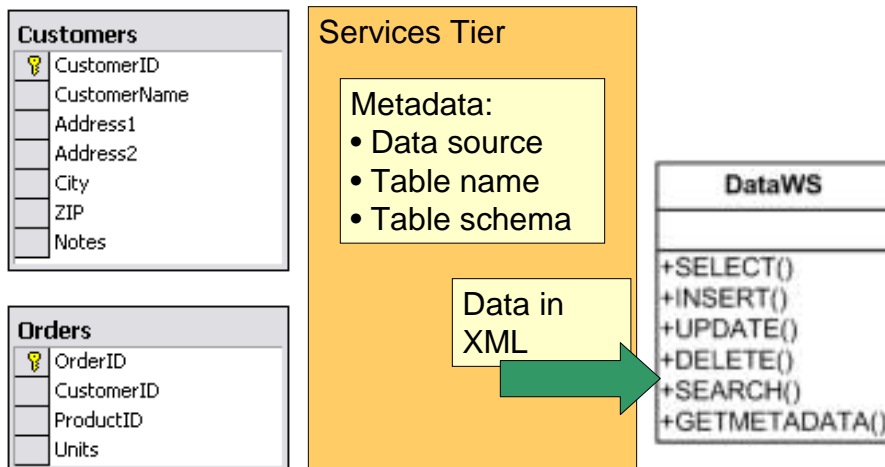 Customers
CustomerID
CustomerName
Address1
Address2
City
ZIP
Notes
Orders
OrderID
CustomerID
ProductID
Units
Services Tier
Metadata:
• Data source
• Table name
• Table schema
Data in
XML
DataWS
+SELECT()
+INSERT()
+UPDATE()
+DELETE()
+SEARCH()
+GETMETADATA()